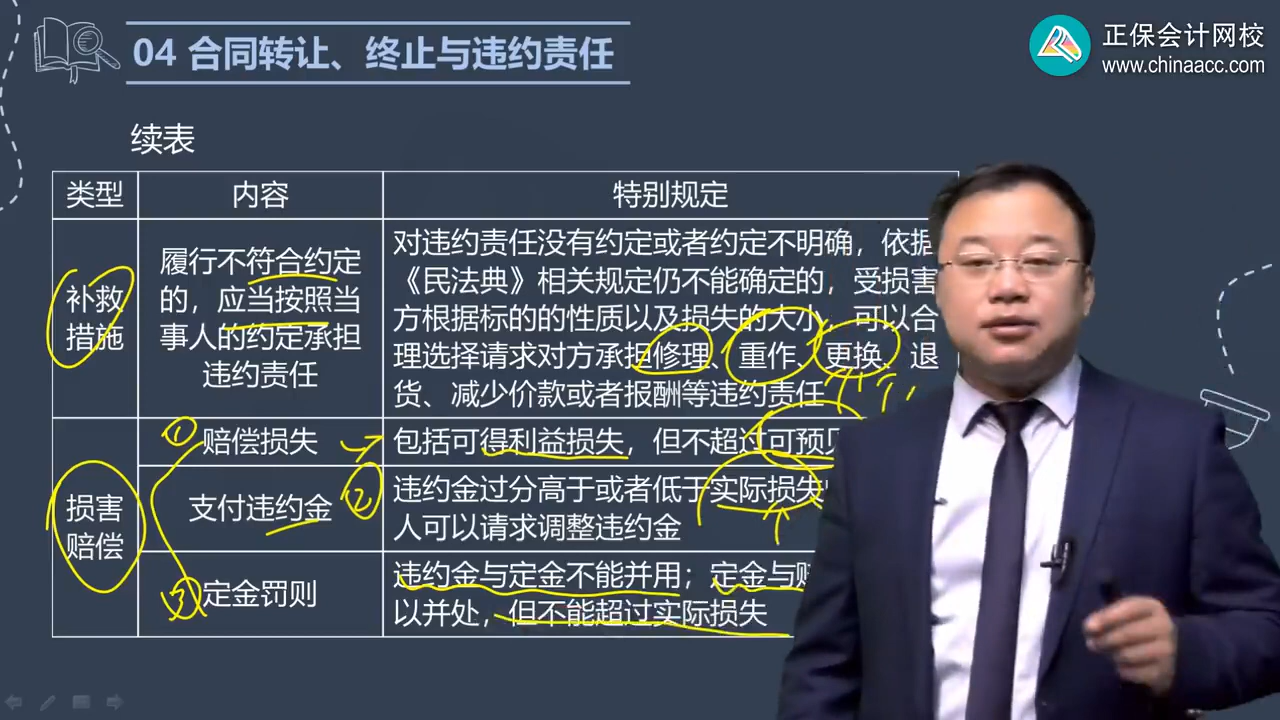 04 合同转让、终止与违约责任
正保会计网校
www.chinaacc.com
续表
类型
内容
特别规定
补救
措施
履行不符合约定
的，应当按照当
事人的约定承担
违约责任
对违约责任没有约定或者约定不明确，依据
《民法典》相关规定仍不能确定的，受损害
方根据标的的性质以及损失的大小，可以合
理选择请求对方承担修理、重作、更换、退
货、减少价款或者报酬等违约责任
损害
赔偿
①
赔偿损失
包括可得利益损失，但不超过可预见
支付违约金
②
违约金过分高于或者低于实际损失
人可以请求调整违约金
③
定金罚则
违约金与定金不能并用；定金与
以并处，但不能超过实际损失